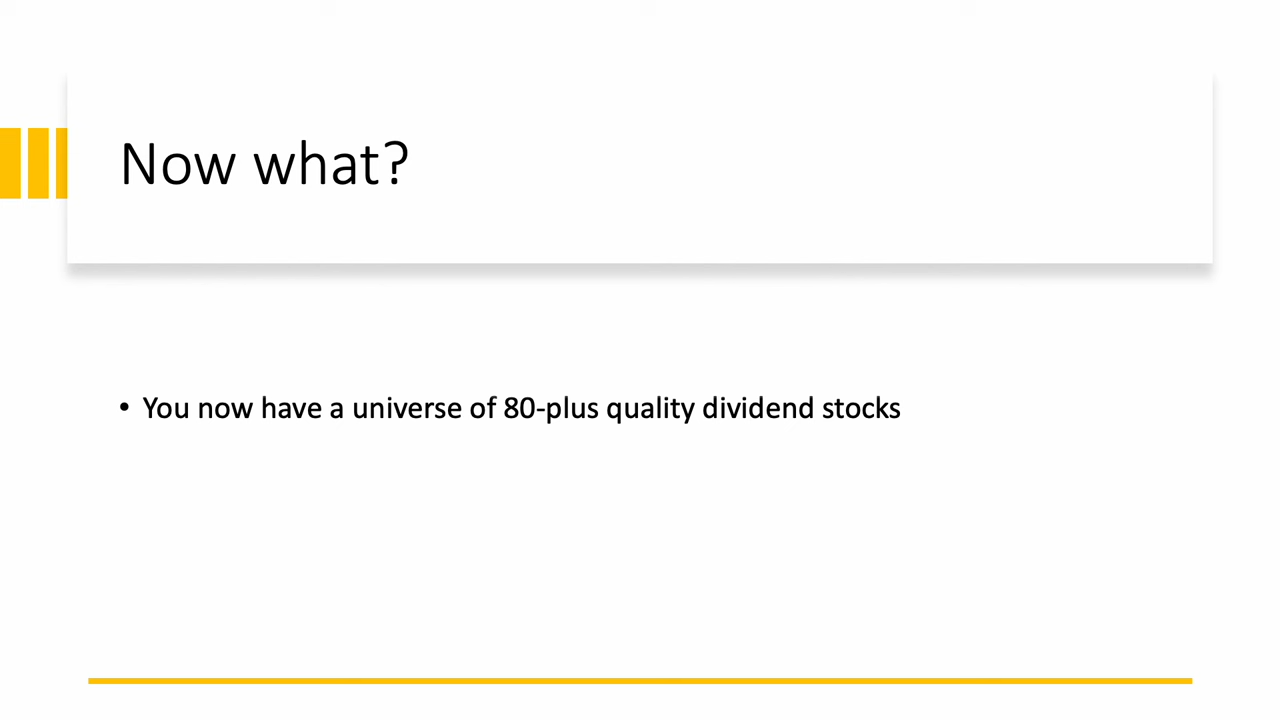 Now what?
• You now have a universe of 80-plus quality dividend stocks